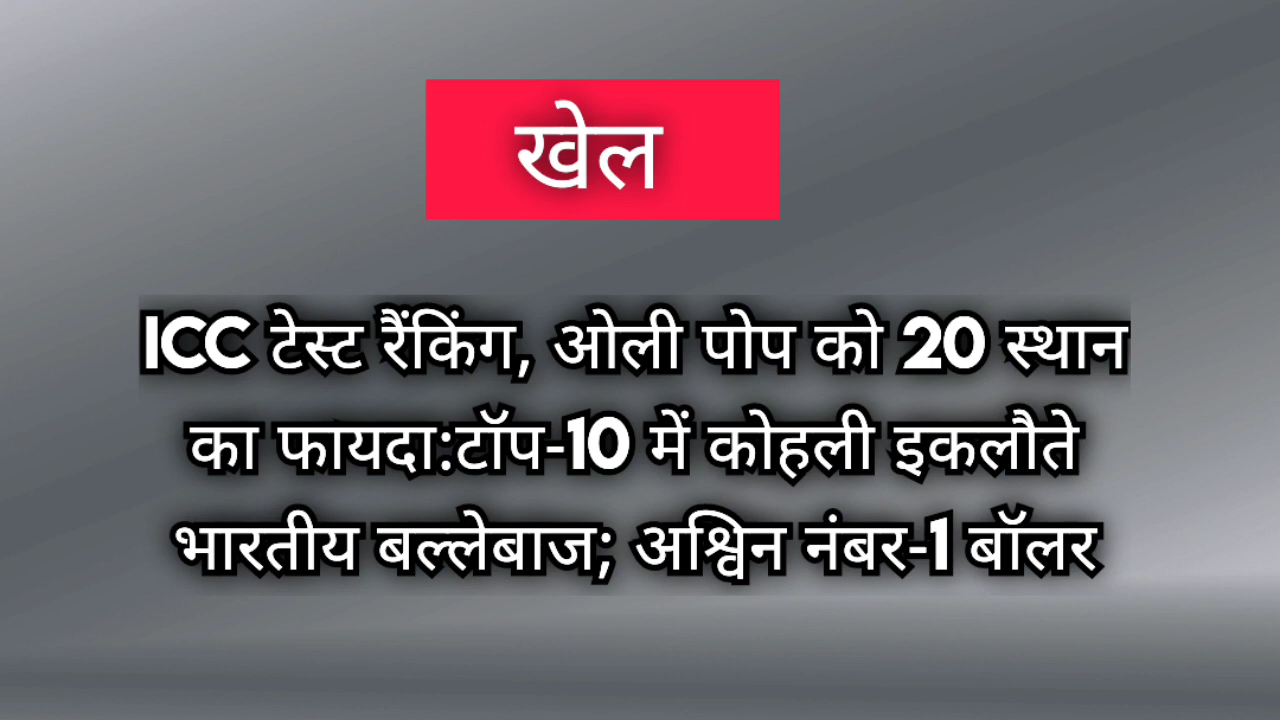 खेल
ICC टेस्ट रैंकिंग, ओली पोप को 20 स्थान
का फायदा:टॉप-10 में कोहली इकलौते
भारतीय बल्लेबाज; अश्विन नंबर-1 बॉलर